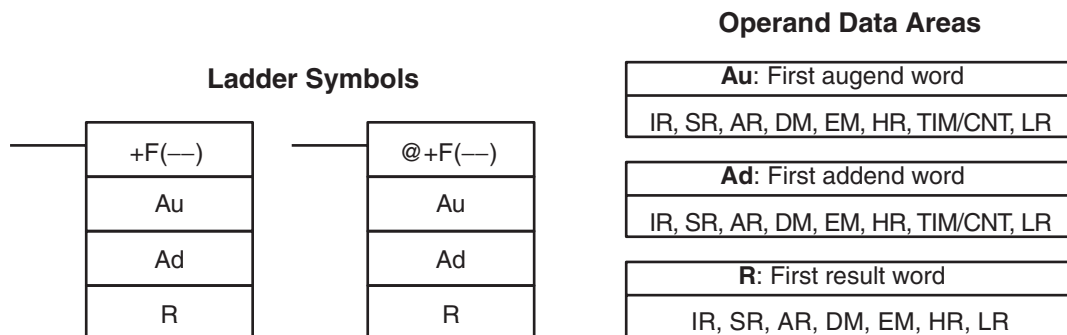 Ladder Symbols
+F(––)
Au
Ad
R
@+F(––)
Au
Ad
R
Operand Data Areas
Au: First augend word
IR, SR, AR, DM, EM, HR, TIM/CNT, LR
Ad: First addend word
IR, SR, AR, DM, EM, HR, TIM/CNT, LR
R: First result word
IR, SR, AR, DM, EM, HR, LR